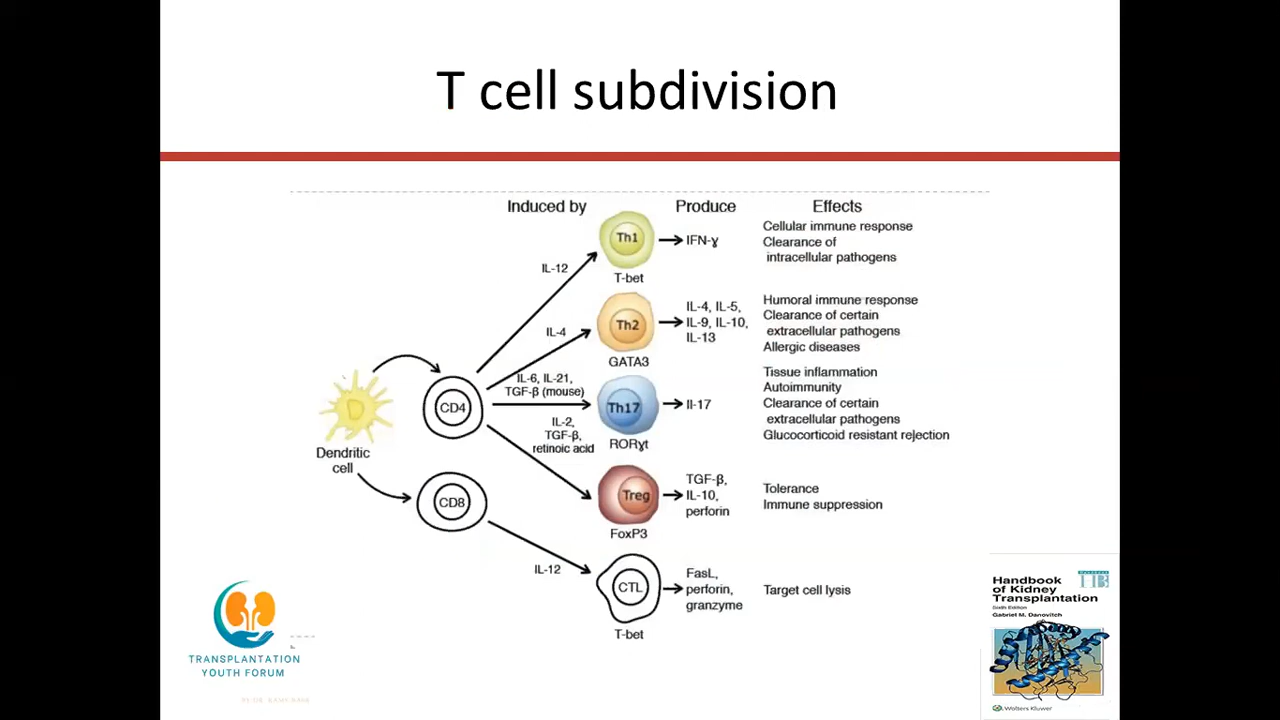 T cell subdivision
Induced by
Produce
Effects
IL-12
Th1
T-bet
IFN-ɣ
Cellular immune response
Clearance of
intracellular pathogens
IL-4
Th2
GATA3
IL-4, IL-5,
IL-9, IL-10,
IL-13
Humoral immune response
Clearance of certain
extracellular pathogens
Allergic diseases
IL-6, IL-21,
TGF-β (mouse)
Th17
RORɣt
Il-17
Tissue inflammation
Autoimmunity
Clearance of certain
extracellular pathogens
Glucocorticoid resistant rejection
D
Dendritic
cell
CD4
IL-2,
TGF-β,
retinoic acid
Treg
FoxP3
TGF-β,
IL-10,
perforin
Tolerance
Immune suppression
CD8
IL-12
CTL
T-bet
FasL,
perforin,
granzyme
Target cell lysis
TRANSPLANTATION
YOUTH FORUM
Handbook
of Kidney
Transplantation
Sixth Edition
Gabriel M. Danovitch
Wolters Kluwer